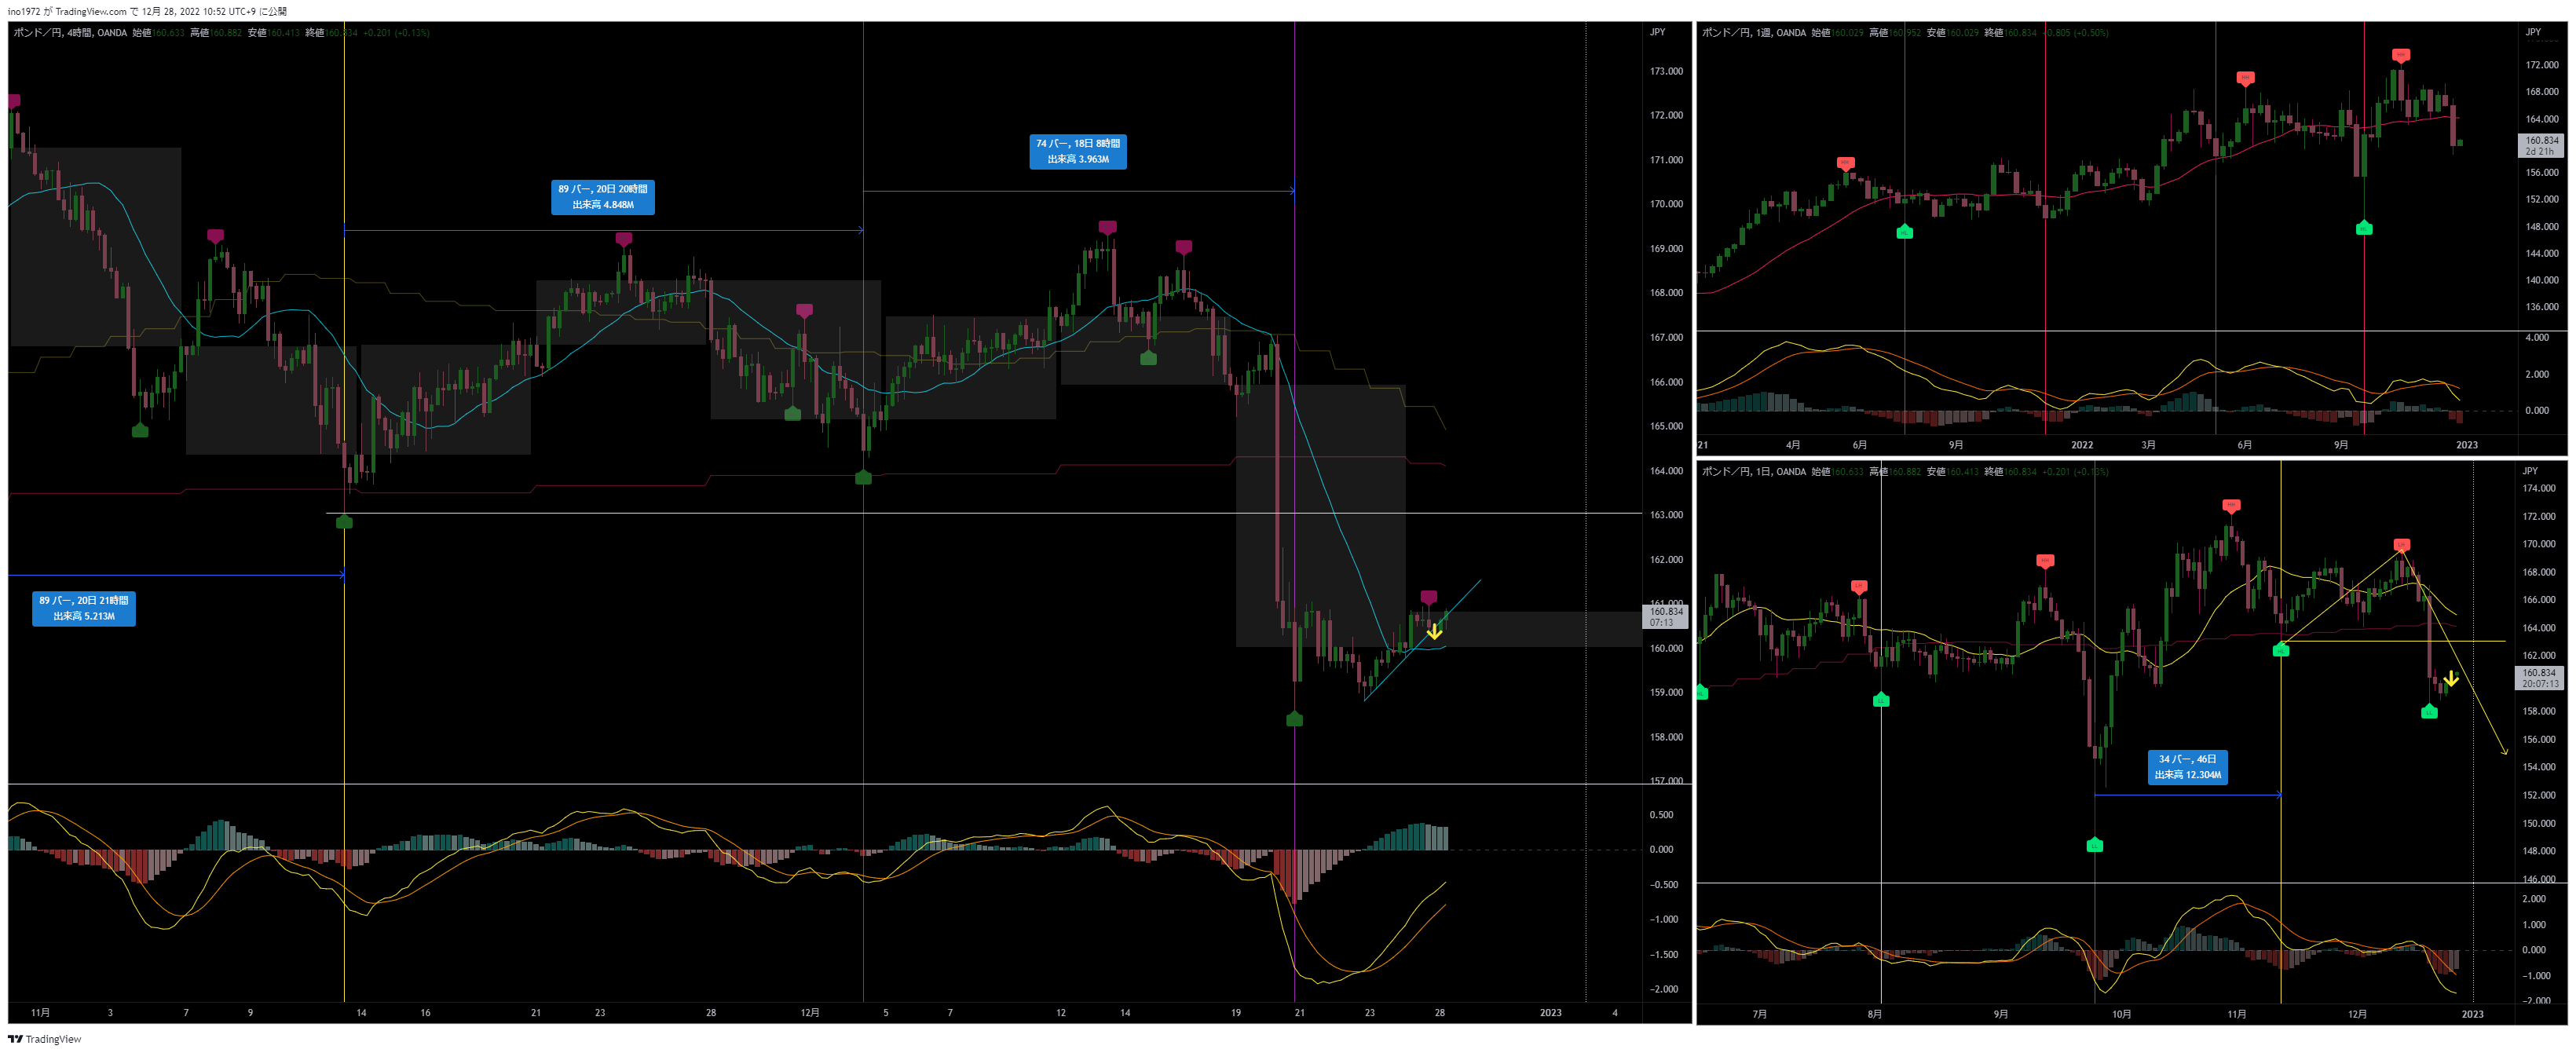 ino1972 が TradingView.com で 12月 28, 2022 10:52 UTC+9 に公開
ポンド／円, 4時間, OANDA 始値160.633 高値160.882 安値160.413 終値160.834 +0.201 (+0.13%)
JPY
173.000
172.000
171.000
170.000
169.000
168.000
167.000
166.000
165.000
164.000
163.000
162.000
161.000
160.834
07:13
160.000
159.000
158.000
157.000
74 バー, 18日 8時間
出来高 3.963M
89 バー, 20日 20時間
出来高 4.848M
89 バー, 20日 21時間
出来高 5.213M
0.500
0.000
−0.500
−1.000
−1.500
−2.000
11月 3 7 9 14 16 21 23 28 12月 5 7 12 14 19 21 23 28 2023 4
ポンド／円, 1週, OANDA 始値160.029 高値160.952 安値160.029 終値160.834 +0.805 (+0.50%)
JPY
172.000
168.000
164.000
160.834
2d 21h
156.000
152.000
148.000
144.000
140.000
136.000
4.000
2.000
0.000
21 4月 6月 9月 2022 3月 6月 9月 2023
ポンド／円, 1日, OANDA 始値160.633 高値160.882 安値160.413 終値160.834 +0.201 (+0.13%)
JPY
174.000
172.000
170.000
168.000
166.000
164.000
162.000
160.834
20:07:13
158.000
156.000
154.000
152.000
150.000
148.000
146.000
34 バー, 46日
出来高 12.304M
2.000
1.000
0.000
−1.000
−2.000
7月 8月 9月 10月 11月 12月 2023
TradingView